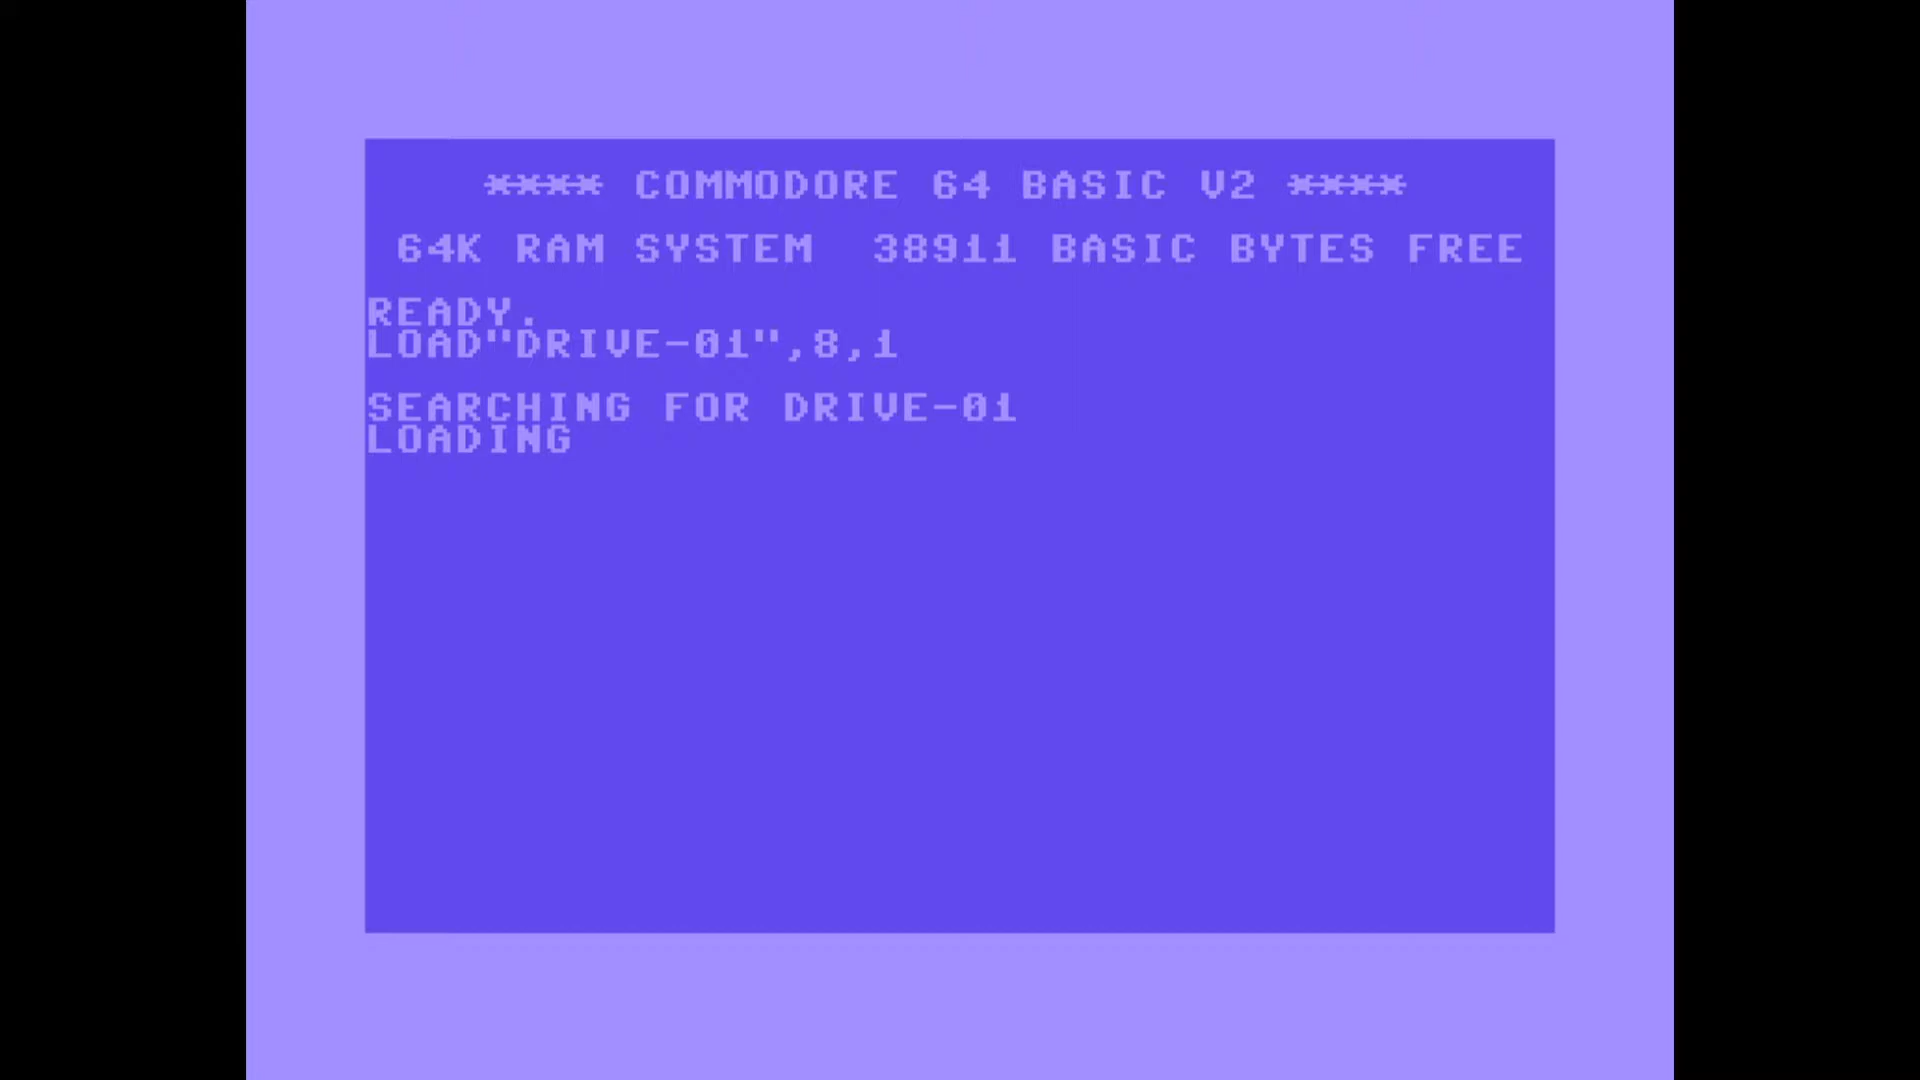 **** COMMODORE 64 BASIC V2 ****
64K RAM SYSTEM  38911 BASIC BYTES FREE
READY.
LOAD"DRIVE-01",8,1
SEARCHING FOR DRIVE-01
LOADING